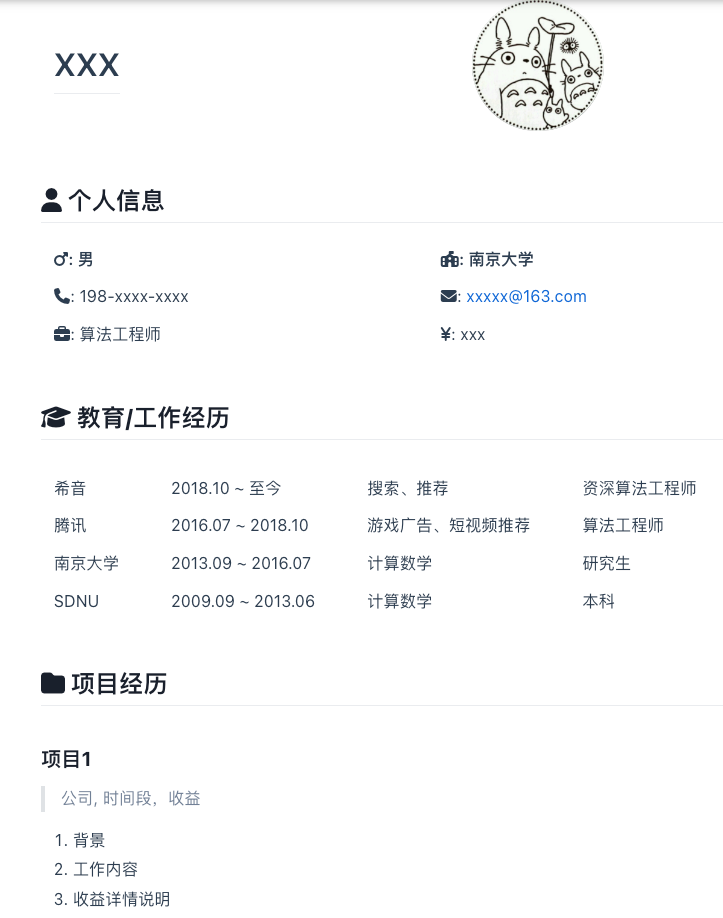 xxx
个人信息
: 男
: 南京大学
: 198-xxxx-xxxx
: xxxxx@163.com
: 算法工程师
¥: xxx
教育/工作经历
希音 2018.10 ~ 至今 搜索、推荐 资深算法工程师
腾讯 2016.07 ~ 2018.10 游戏广告、短视频推荐 算法工程师
南京大学 2013.09 ~ 2016.07 计算数学 研究生
SDNU 2009.09 ~ 2013.06 计算数学 本科
项目经历
项目1
公司, 时间段，收益
1. 背景
2. 工作内容
3. 收益详情说明